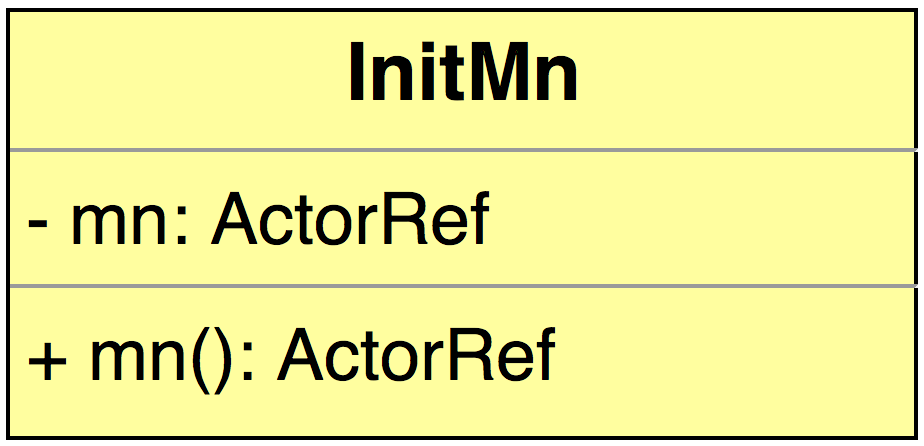 InitMn
- mn: ActorRef
+ mn(): ActorRef